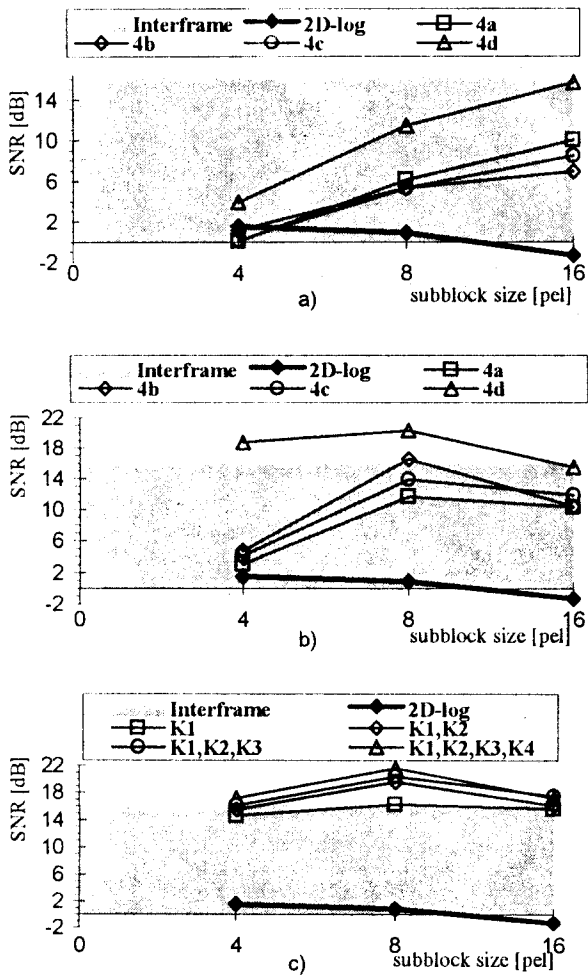 Interframe 2D-log 4a
4b 4c 4d
SNR [dB]
14
10
6
2
-2
0 4 8 16
subblock size [pel]
a)
Interframe 2D-log 4a
4b 4c 4d
SNR [dB]
22
18
14
10
6
2
-2
0 4 8 16
subblock size [pel]
b)
Interframe 2D-log
K1 K1,K2
K1,K2,K3 K1,K2,K3,K4
SNR [dB]
22
18
14
10
6
2
-2
0 4 8 16
subblock size [pel]
c)